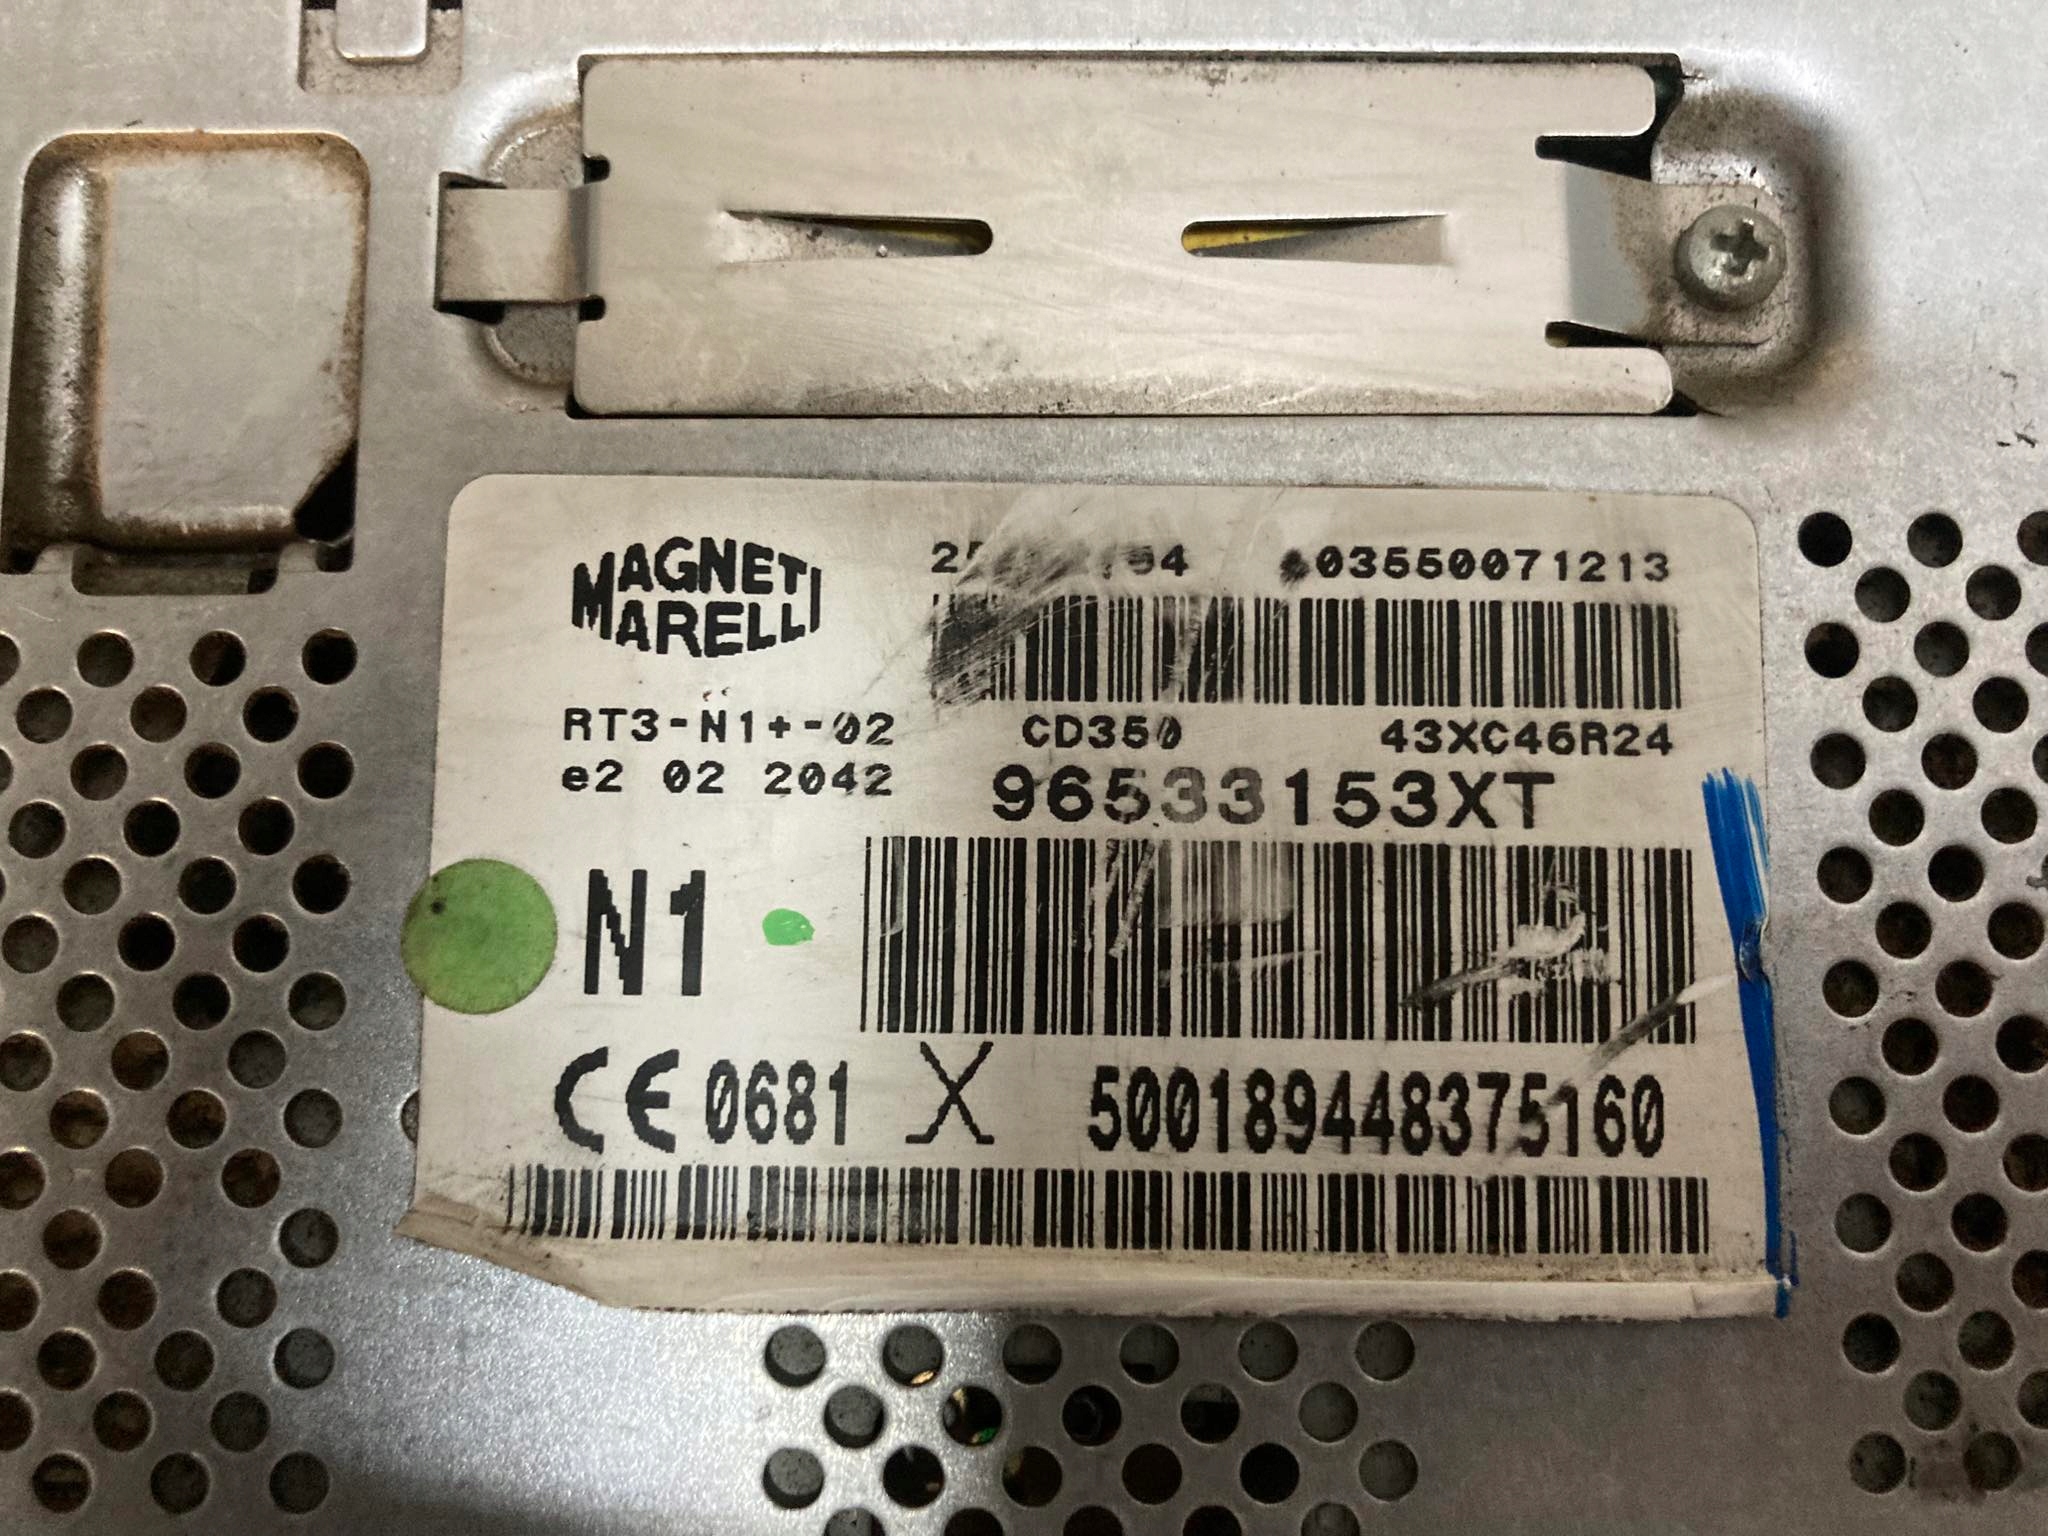 MAGNETI
MARELLI
03550071213
RT3-N1+-02 CD350 43XC46R24
e2 02 2042 96533153XT
N1
CE 0681 X 500189448375160